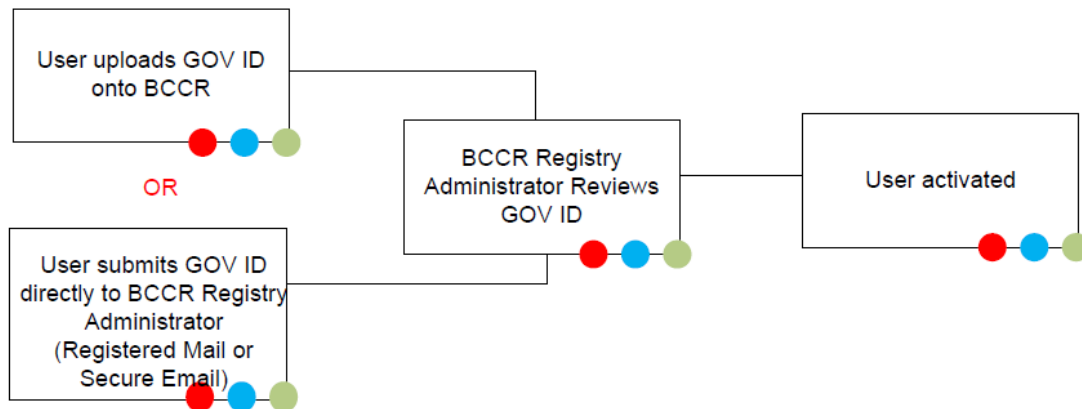 User uploads GOV ID
onto BCCR
OR
User submits GOV ID
directly to BCCR Registry
Administrator
(Registered Mail or
Secure Email)
BCCR Registry
Administrator Reviews
GOV ID
User activated